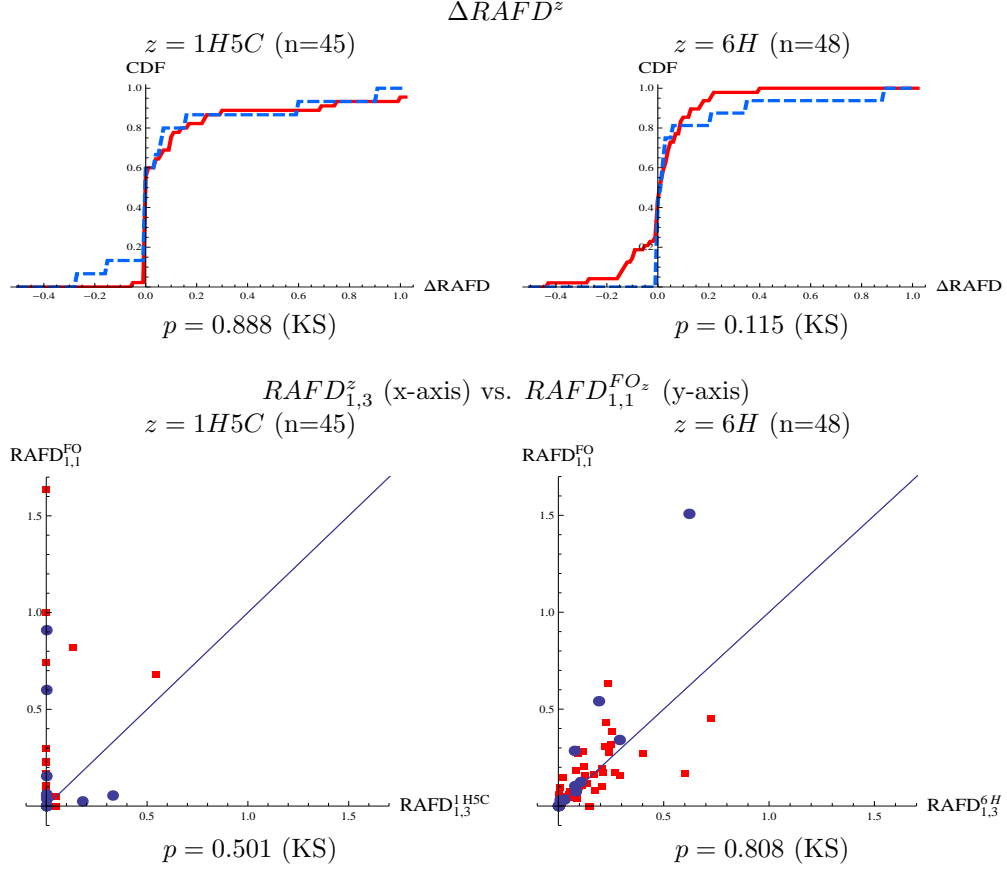 ΔRAFD^z
z = 1H5C (n=45)
z = 6H (n=48)
CDF
1.0
0.8
0.6
0.4
0.2
−0.4 −0.2 0.0 0.2 0.4 0.6 0.8 1.0
ΔRAFD
p = 0.888 (KS)
CDF
1.0
0.8
0.6
0.4
0.2
−0.4 −0.2 0.0 0.2 0.4 0.6 0.8 1.0
ΔRAFD
p = 0.115 (KS)
RAFD^z_{1,3} (x-axis) vs. RAFD^{FO_z}_{1,1} (y-axis)
z = 1H5C (n=45)
z = 6H (n=48)
RAFD^{FO}_{1,1}
1.5
1.0
0.5
0.5 1.0 1.5
RAFD^{1H5C}_{1,3}
p = 0.501 (KS)
RAFD^{FO}_{1,1}
1.5
1.0
0.5
0.5 1.0 1.5
RAFD^{6H}_{1,3}
p = 0.808 (KS)